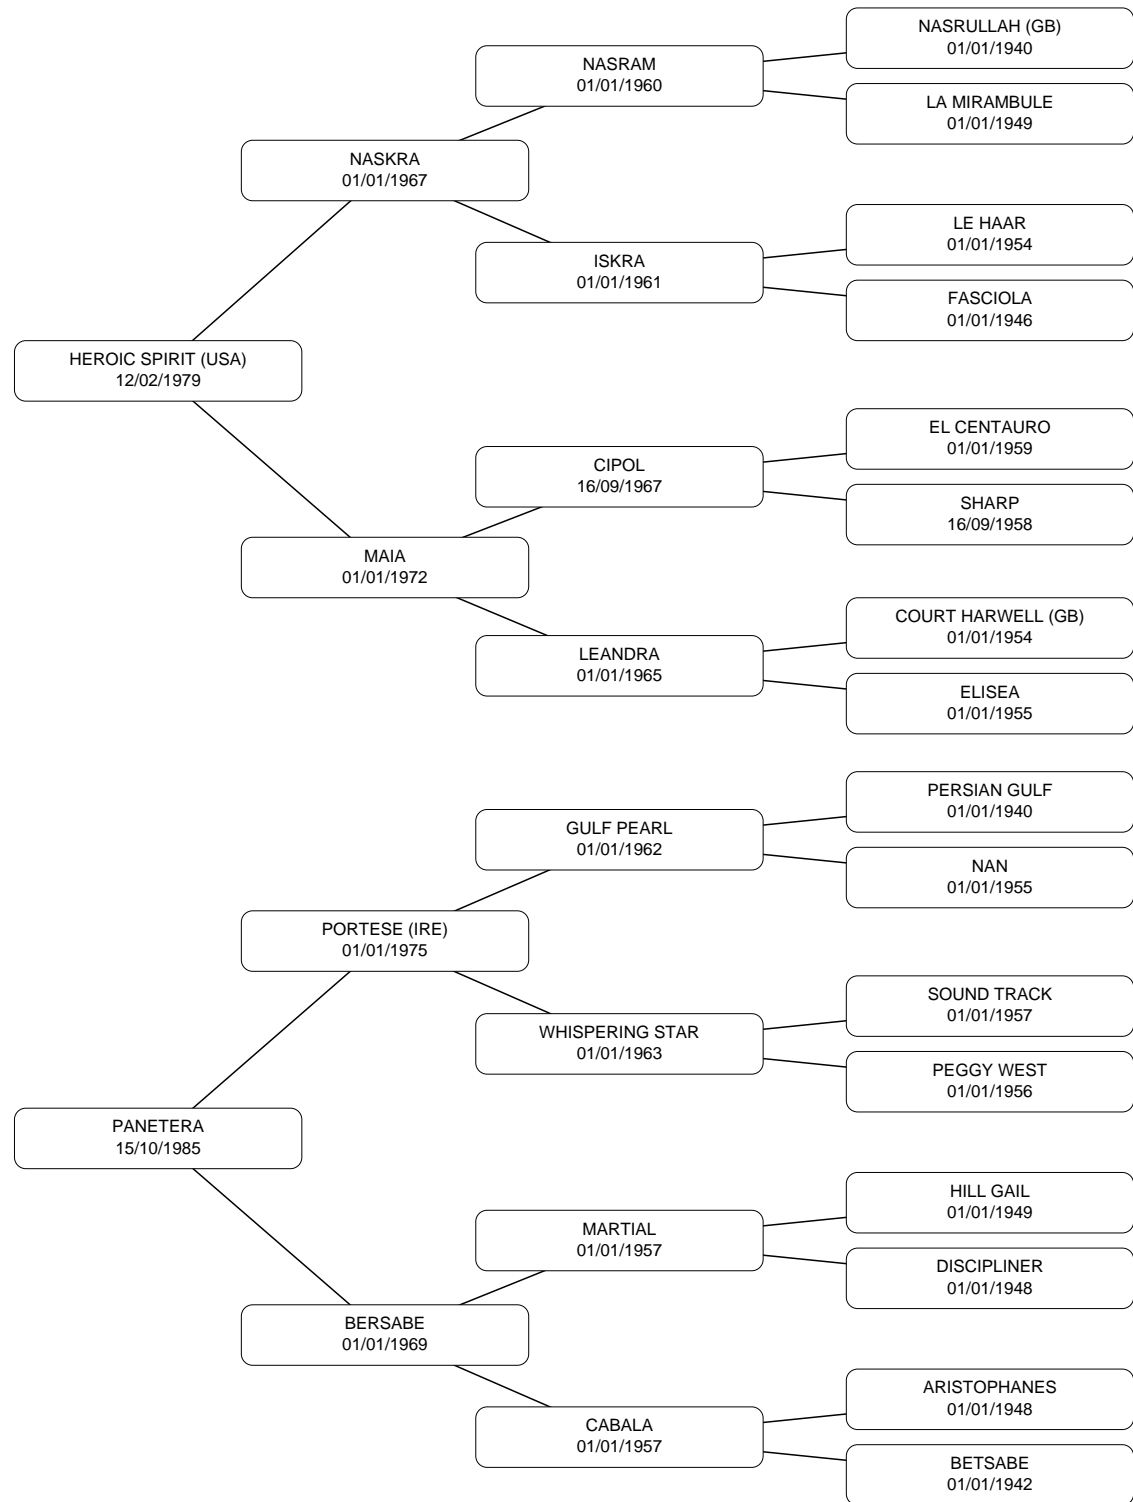 NASRULLAH (GB)
01/01/1940
NASRAM
01/01/1960
LA MIRAMBULE
01/01/1949
NASKRA
01/01/1967
LE HAAR
01/01/1954
ISKRA
01/01/1961
FASCIOLA
01/01/1946
HEROIC SPIRIT (USA)
12/02/1979
EL CENTAURO
01/01/1959
CIPOL
16/09/1967
SHARP
16/09/1958
MAIA
01/01/1972
COURT HARWELL (GB)
01/01/1954
LEANDRA
01/01/1965
ELISEA
01/01/1955
PERSIAN GULF
01/01/1940
GULF PEARL
01/01/1962
NAN
01/01/1955
PORTESE (IRE)
01/01/1975
SOUND TRACK
01/01/1957
WHISPERING STAR
01/01/1963
PEGGY WEST
01/01/1956
PANETERA
15/10/1985
HILL GAIL
01/01/1949
MARTIAL
01/01/1957
DISCIPLINER
01/01/1948
BERSABE
01/01/1969
ARISTOPHANES
01/01/1948
CABALA
01/01/1957
BETSABE
01/01/1942